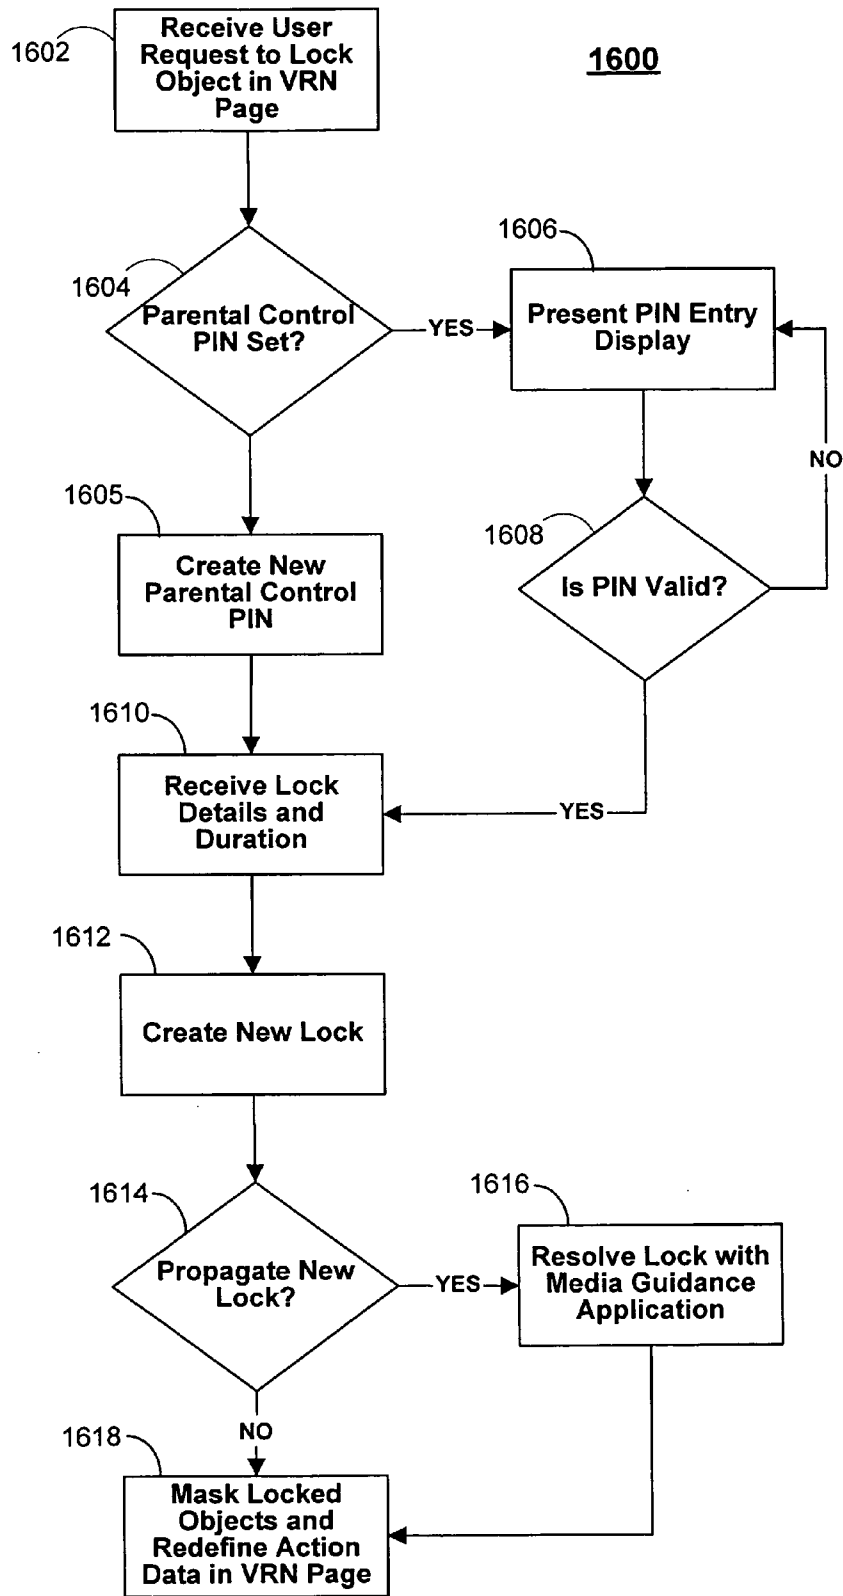 1600
1602
Receive User
Request to Lock
Object in VRN
Page
1604
Parental Control
PIN Set?
YES
1606
Present PIN Entry
Display
NO
1605
Create New
Parental Control
PIN
1608
Is PIN Valid?
YES
1610
Receive Lock
Details and
Duration
1612
Create New Lock
1614
Propagate New
Lock?
YES
1616
Resolve Lock with
Media Guidance
Application
NO
1618
Mask Locked
Objects and
Redefine Action
Data in VRN Page